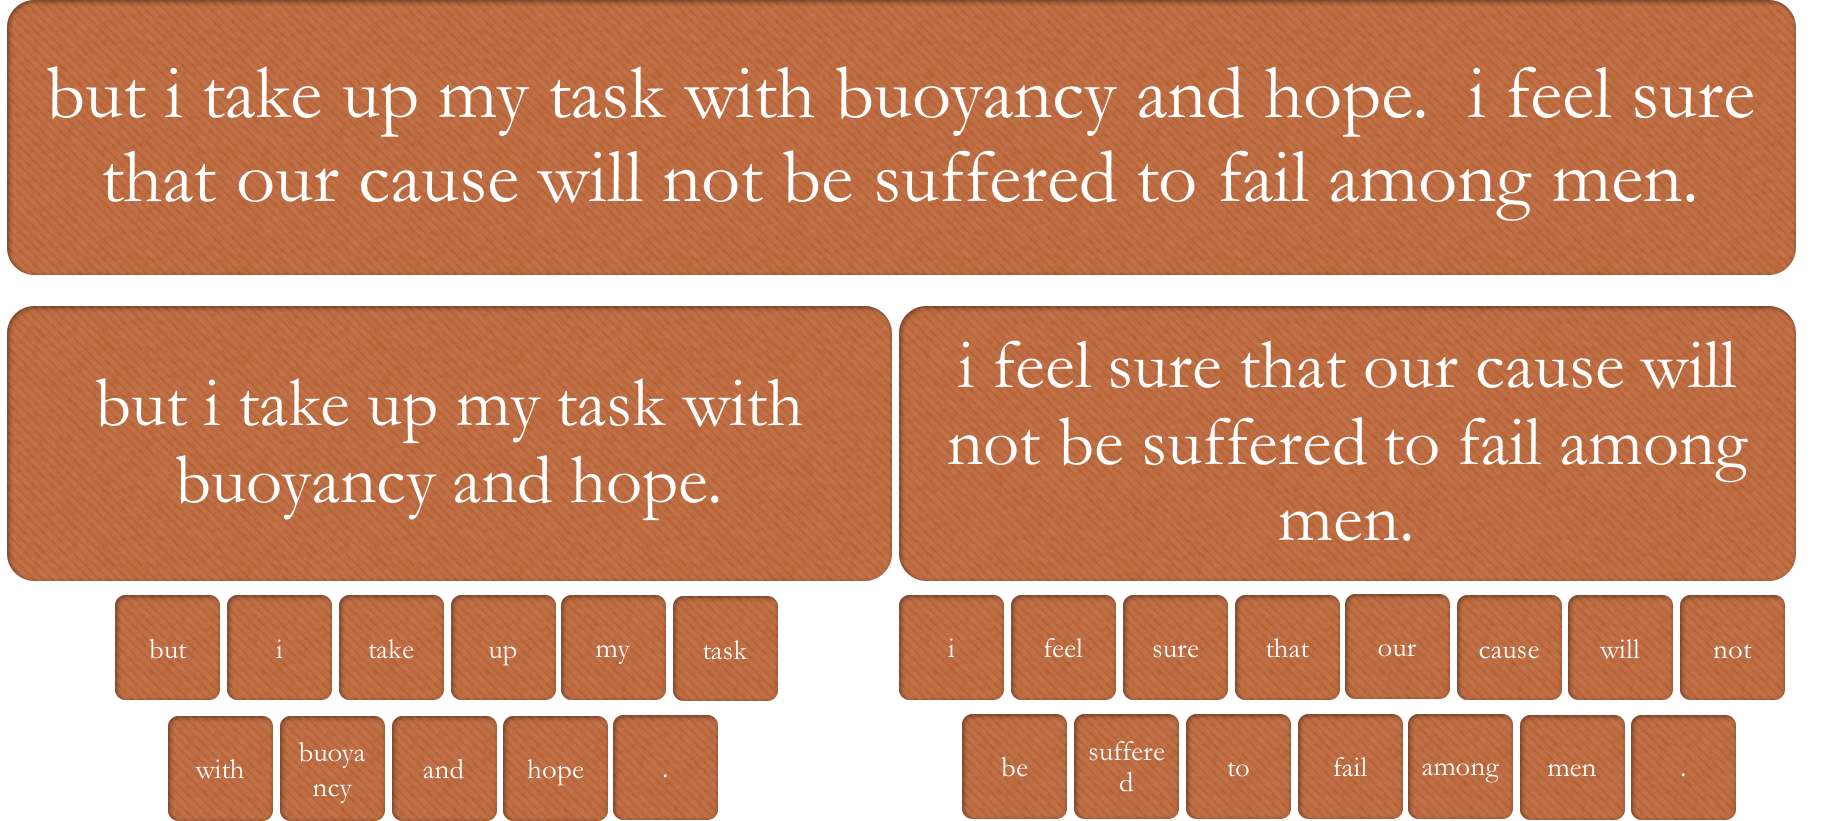 but i take up my task with buoyancy and hope.  i feel sure
that our cause will not be suffered to fail among men.
but i take up my task with
buoyancy and hope.
i feel sure that our cause will
not be suffered to fail among
men.
but i take up my task
with buoya
ncy and hope .
i feel sure that our cause will not
be suffere
d to fail among men .